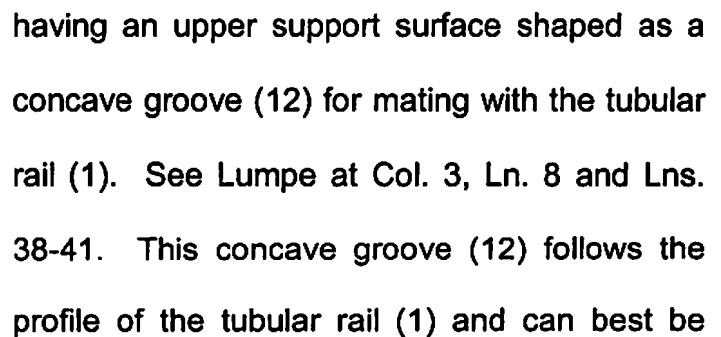 having an upper support surface shaped as a
concave groove (12) for mating with the tubular
rail (1). See Lumpe at Col. 3, Ln. 8 and Lns.
38-41. This concave groove (12) follows the
profile of the tubular rail (1) and can best be